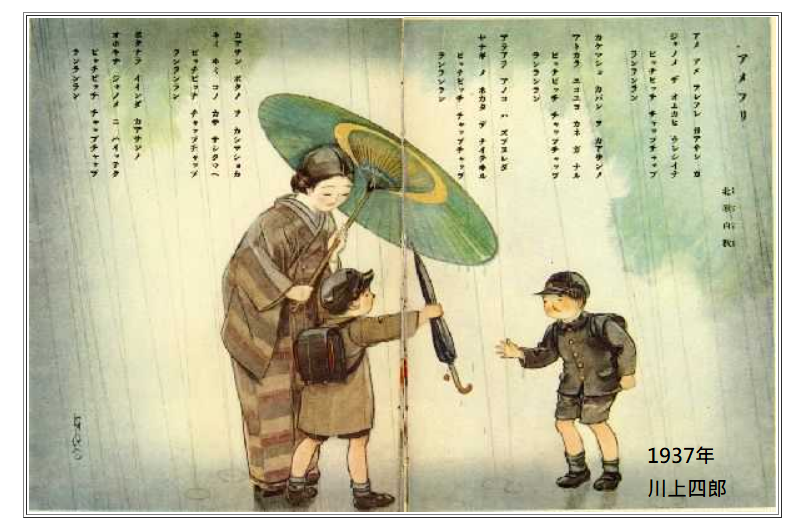 アメフリ
北原白秋
アメ アメ フレフレ カアサン ガ
ジャノメ デ オムカヒ ウレシイナ
ピッチピッチ チャップチャップ
ランランラン
カケマショ カバン ヲ カアサンノ
アトカラ ユコユコ カネ ガ ナル
ピッチピッチ チャップチャップ
ランランラン
アラアラ アノコ ハ ズブヌレダ
ヤナギ ノ ネカタ デ ナイテヰル
ピッチピッチ チャップチャップ
ランランラン
カアサン ボクノ ヲ カシマショカ
キミ キミ コノ カサ サシタマヘ
ピッチピッチ チャップチャップ
ランランラン
ボクナラ イインダ カアサンノ
オホキナ ジャノメ ニ ハイッテク
ピッチピッチ チャップチャップ
ランランラン
1937年
川上四郎